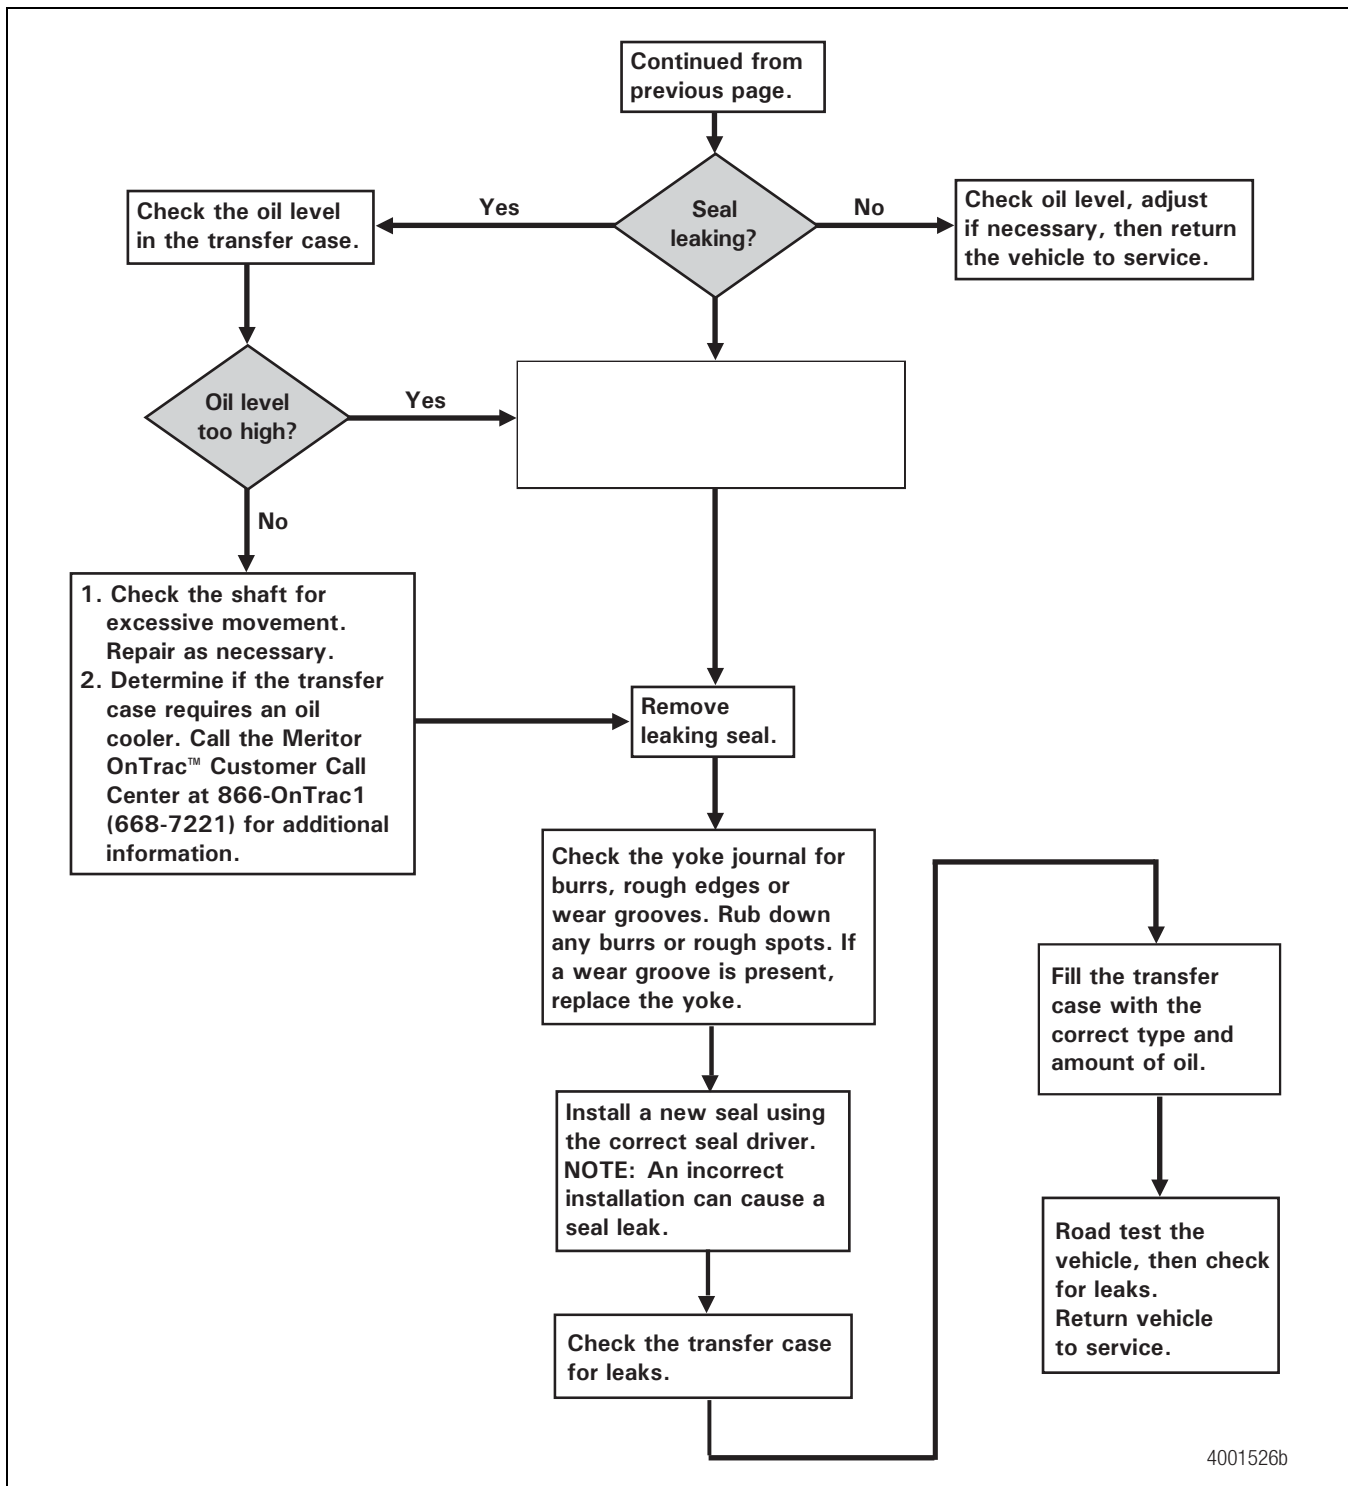 Continued from
previous page.
Seal
leaking?
Yes
No
Check the oil level
in the transfer case.
Check oil level, adjust
if necessary, then return
the vehicle to service.
Oil level
too high?
Yes
No
1. Check the shaft for
excessive movement.
Repair as necessary.
2. Determine if the transfer
case requires an oil
cooler. Call the Meritor
OnTrac™ Customer Call
Center at 866-OnTrac1
(668-7221) for additional
information.
Remove
leaking seal.
Check the yoke journal for
burrs, rough edges or
wear grooves. Rub down
any burrs or rough spots. If
a wear groove is present,
replace the yoke.
Install a new seal using
the correct seal driver.
NOTE: An incorrect
installation can cause a
seal leak.
Check the transfer case
for leaks.
Fill the transfer
case with the
correct type and
amount of oil.
Road test the
vehicle, then check
for leaks.
Return vehicle
to service.
4001526b